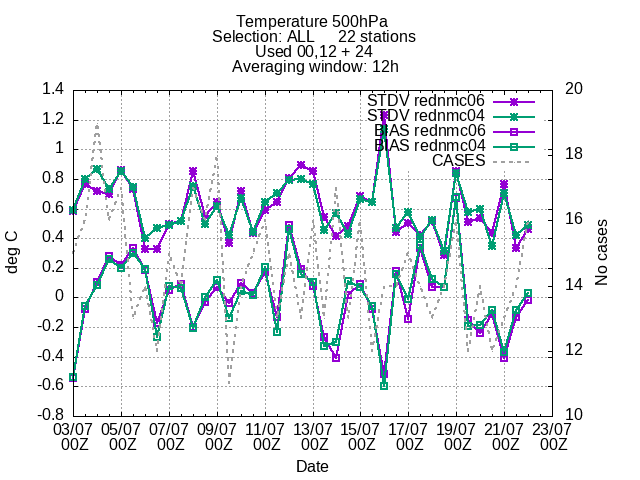 Temperature 500hPa
Selection: ALL 22 stations
Used 00,12 + 24
Averaging window: 12h
1.4
1.2
1
0.8
0.6
0.4
0.2
0
-0.2
-0.4
-0.6
-0.8
deg C
20
18
16
14
12
10
No cases
STDV rednmc06
STDV rednmc04
BIAS rednmc06
BIAS rednmc04
CASES
03/07 05/07 07/07 09/07 11/07 13/07 15/07 17/07 19/07 21/07 23/07
00Z 00Z 00Z 00Z 00Z 00Z 00Z 00Z 00Z 00Z 00Z
Date